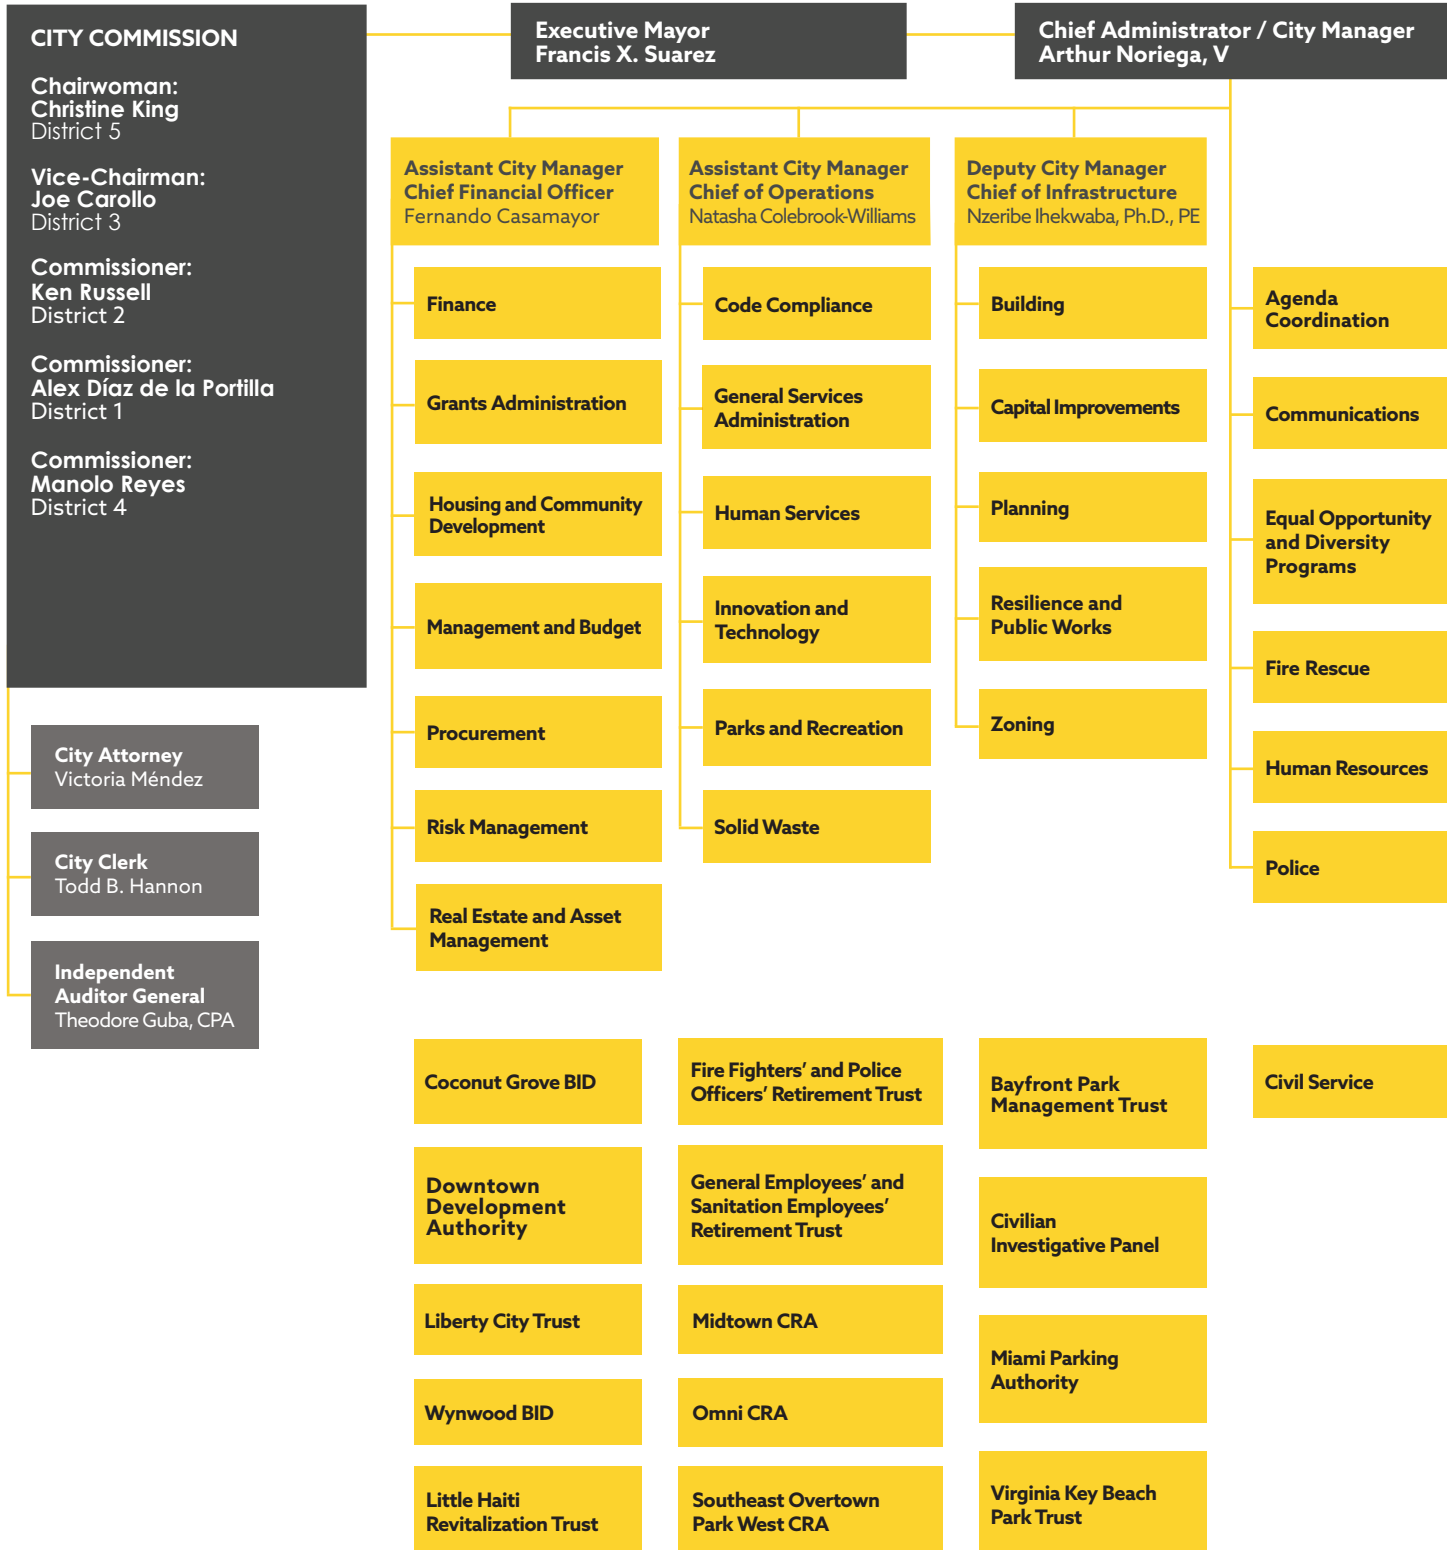 CITY COMMISSION
Chairwoman:
Christine King
District 5
Vice-Chairman:
Joe Carollo
District 3
Commissioner:
Ken Russell
District 2
Commissioner:
Alex Díaz de la Portilla
District 1
Commissioner:
Manolo Reyes
District 4
Executive Mayor
Francis X. Suarez
Chief Administrator / City Manager
Arthur Noriega, V
City Attorney
Victoria Méndez
City Clerk
Todd B. Hannon
Independent
Auditor General
Theodore Guba, CPA
Assistant City Manager
Chief Financial Officer
Fernando Casamayor
Finance
Grants Administration
Housing and Community
Development
Management and Budget
Procurement
Risk Management
Real Estate and Asset
Management
Assistant City Manager
Chief of Operations
Natasha Colebrook-Williams
Code Compliance
General Services
Administration
Human Services
Innovation and
Technology
Parks and Recreation
Solid Waste
Deputy City Manager
Chief of Infrastructure
Nzeribe Ihekwaba, Ph.D., PE
Building
Capital Improvements
Planning
Resilience and
Public Works
Zoning
Agenda
Coordination
Communications
Equal Opportunity
and Diversity
Programs
Fire Rescue
Human Resources
Police
Coconut Grove BID
Downtown
Development
Authority
Liberty City Trust
Wynwood BID
Little Haiti
Revitalization Trust
Fire Fighters’ and Police
Officers’ Retirement Trust
General Employees’ and
Sanitation Employees’
Retirement Trust
Midtown CRA
Omni CRA
Southeast Overtown
Park West CRA
Bayfront Park
Management Trust
Civilian
Investigative Panel
Miami Parking
Authority
Virginia Key Beach
Park Trust
Civil Service